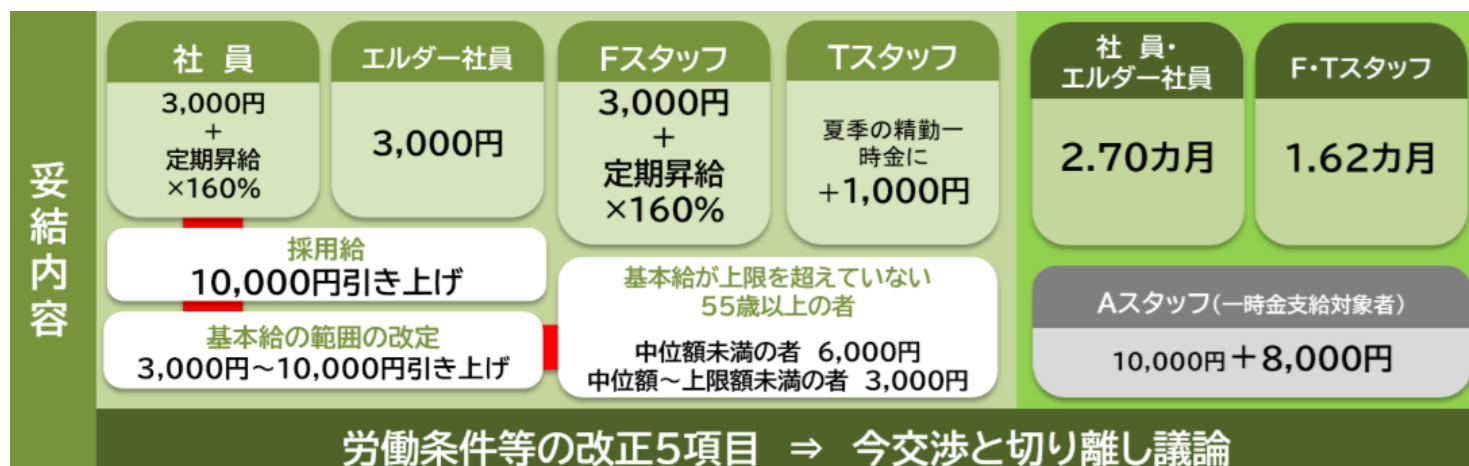 妥結内容
社 員
3,000円
+
定期昇給
×160%
エルダー社員
3,000円
Fスタッフ
3,000円
+
定期昇給
×160%
Tスタッフ
夏季の精勤一
時金に
+1,000円
採用給
10,000円引き上げ
基本給の範囲の改定
3,000円~10,000円引き上げ
基本給が上限を超えていない
55歳以上の者
中位額未満の者 6,000円
中位額~上限額未満の者 3,000円
社 員・
エルダー社員
2.70カ月
F・Tスタッフ
1.62カ月
Aスタッフ(一時金支給対象者)
10,000円+8,000円
労働条件等の改正5項目 ⇒ 今交渉と切り離し議論